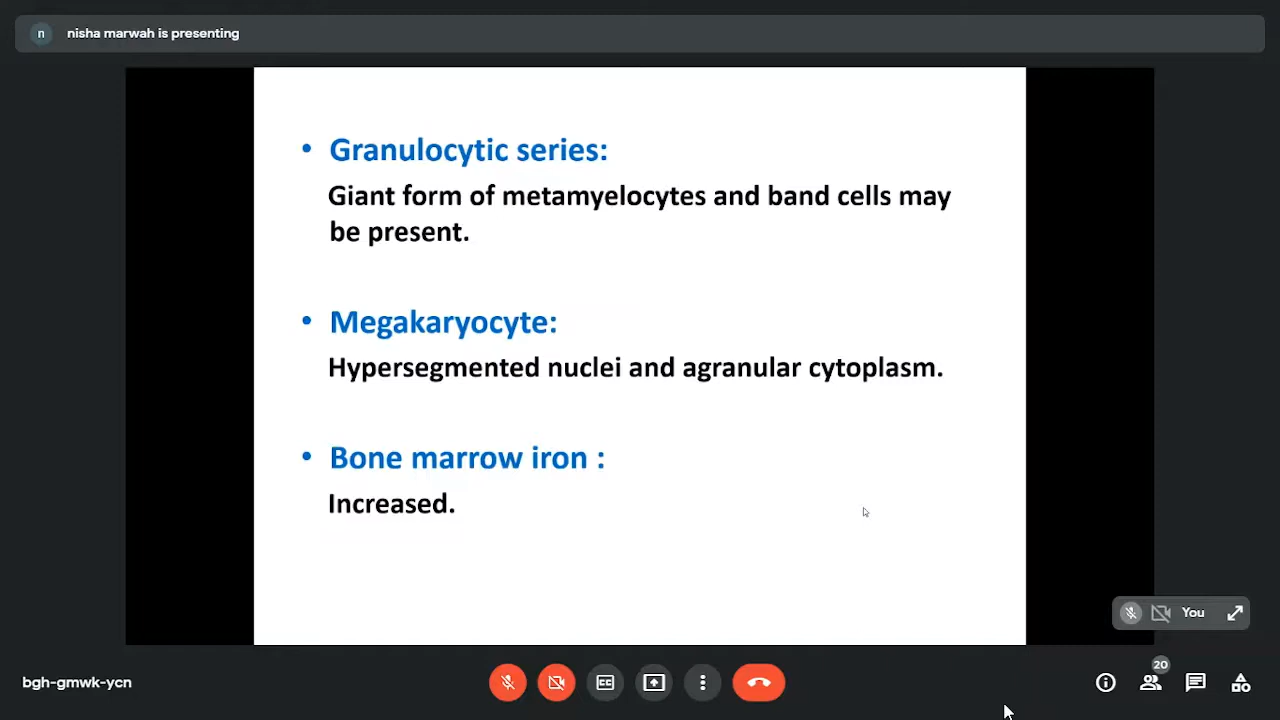 n nisha marwah is presenting
• Granulocytic series:
Giant form of metamyelocytes and band cells may
be present.
• Megakaryocyte:
Hypersegmented nuclei and agranular cytoplasm.
• Bone marrow iron :
Increased.
You
20
bgh-gmwk-ycn
CC